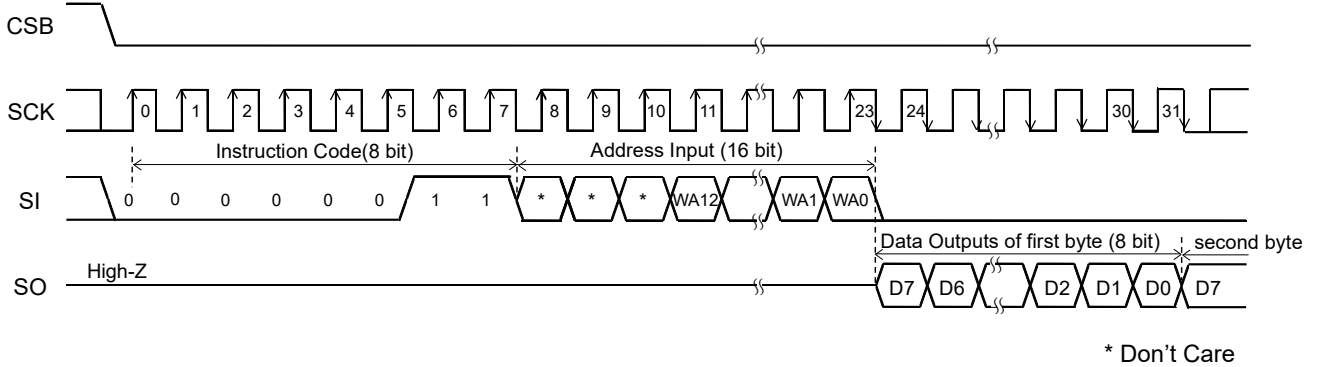 CSB
SCK 0 1 2 3 4 5 6 7 8 9 10 11 23 24 30 31
Instruction Code(8 bit) Address Input (16 bit)
SI 0 0 0 0 0 0 1 1 * * * WA12 WA1 WA0
Data Outputs of first byte (8 bit) second byte
High-Z
SO D7 D6 D2 D1 D0 D7
* Don't Care